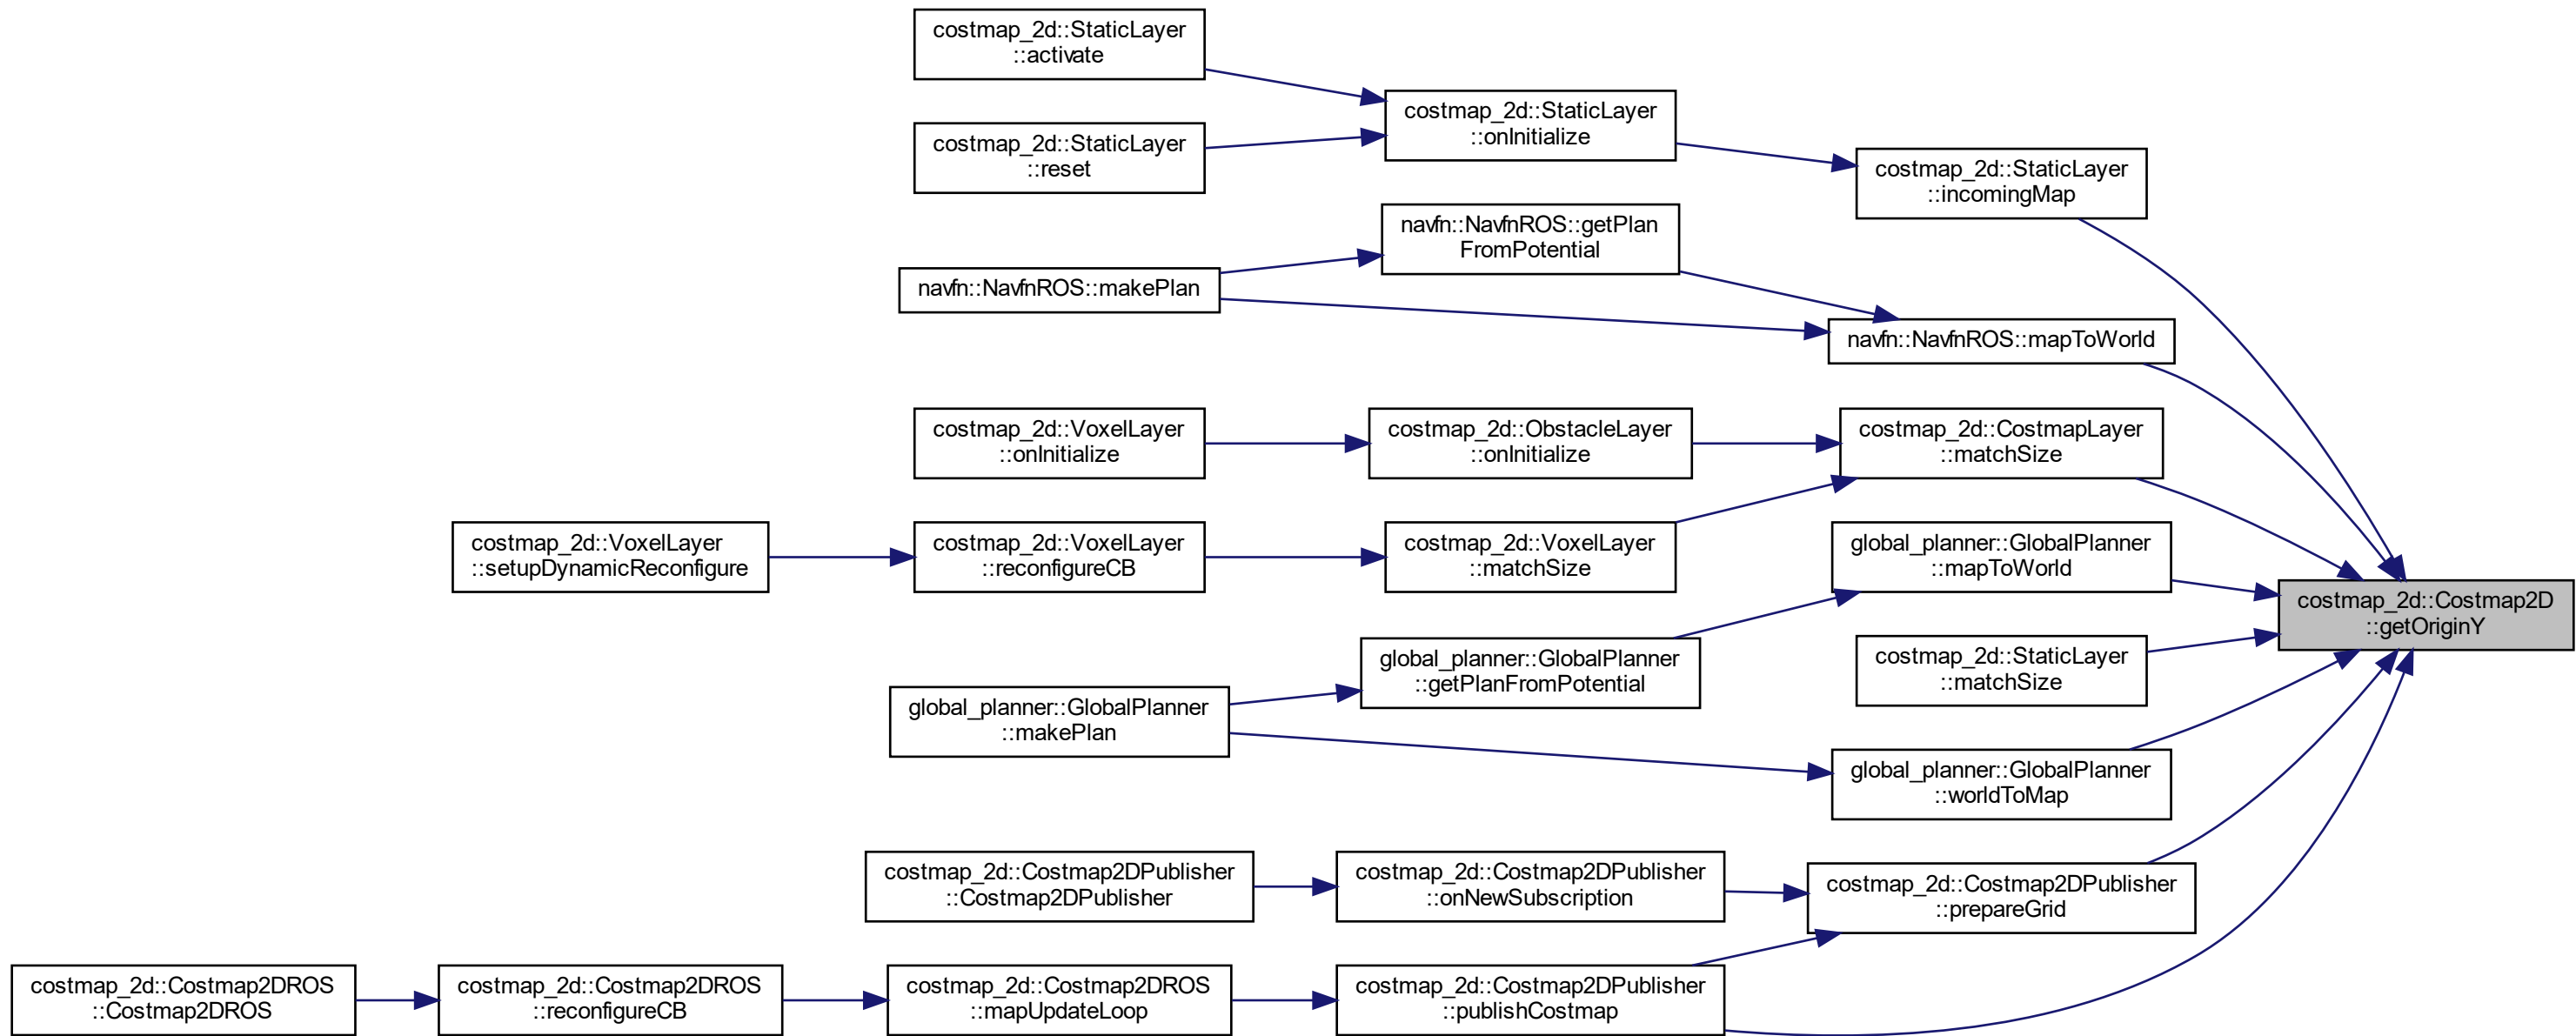 costmap_2d::StaticLayer
::activate
costmap_2d::StaticLayer
::onInitialize
costmap_2d::StaticLayer
::reset
costmap_2d::StaticLayer
::incomingMap
navfn::NavfnROS::getPlan
FromPotential
navfn::NavfnROS::makePlan
navfn::NavfnROS::mapToWorld
costmap_2d::VoxelLayer
::onInitialize
costmap_2d::ObstacleLayer
::onInitialize
costmap_2d::CostmapLayer
::matchSize
costmap_2d::VoxelLayer
::setupDynamicReconfigure
costmap_2d::VoxelLayer
::reconfigureCB
costmap_2d::VoxelLayer
::matchSize
global_planner::GlobalPlanner
::mapToWorld
costmap_2d::Costmap2D
::getOriginY
global_planner::GlobalPlanner
::getPlanFromPotential
costmap_2d::StaticLayer
::matchSize
global_planner::GlobalPlanner
::makePlan
global_planner::GlobalPlanner
::worldToMap
costmap_2d::Costmap2DPublisher
::Costmap2DPublisher
costmap_2d::Costmap2DPublisher
::onNewSubscription
costmap_2d::Costmap2DPublisher
::prepareGrid
costmap_2d::Costmap2DROS
::Costmap2DROS
costmap_2d::Costmap2DROS
::reconfigureCB
costmap_2d::Costmap2DROS
::mapUpdateLoop
costmap_2d::Costmap2DPublisher
::publishCostmap